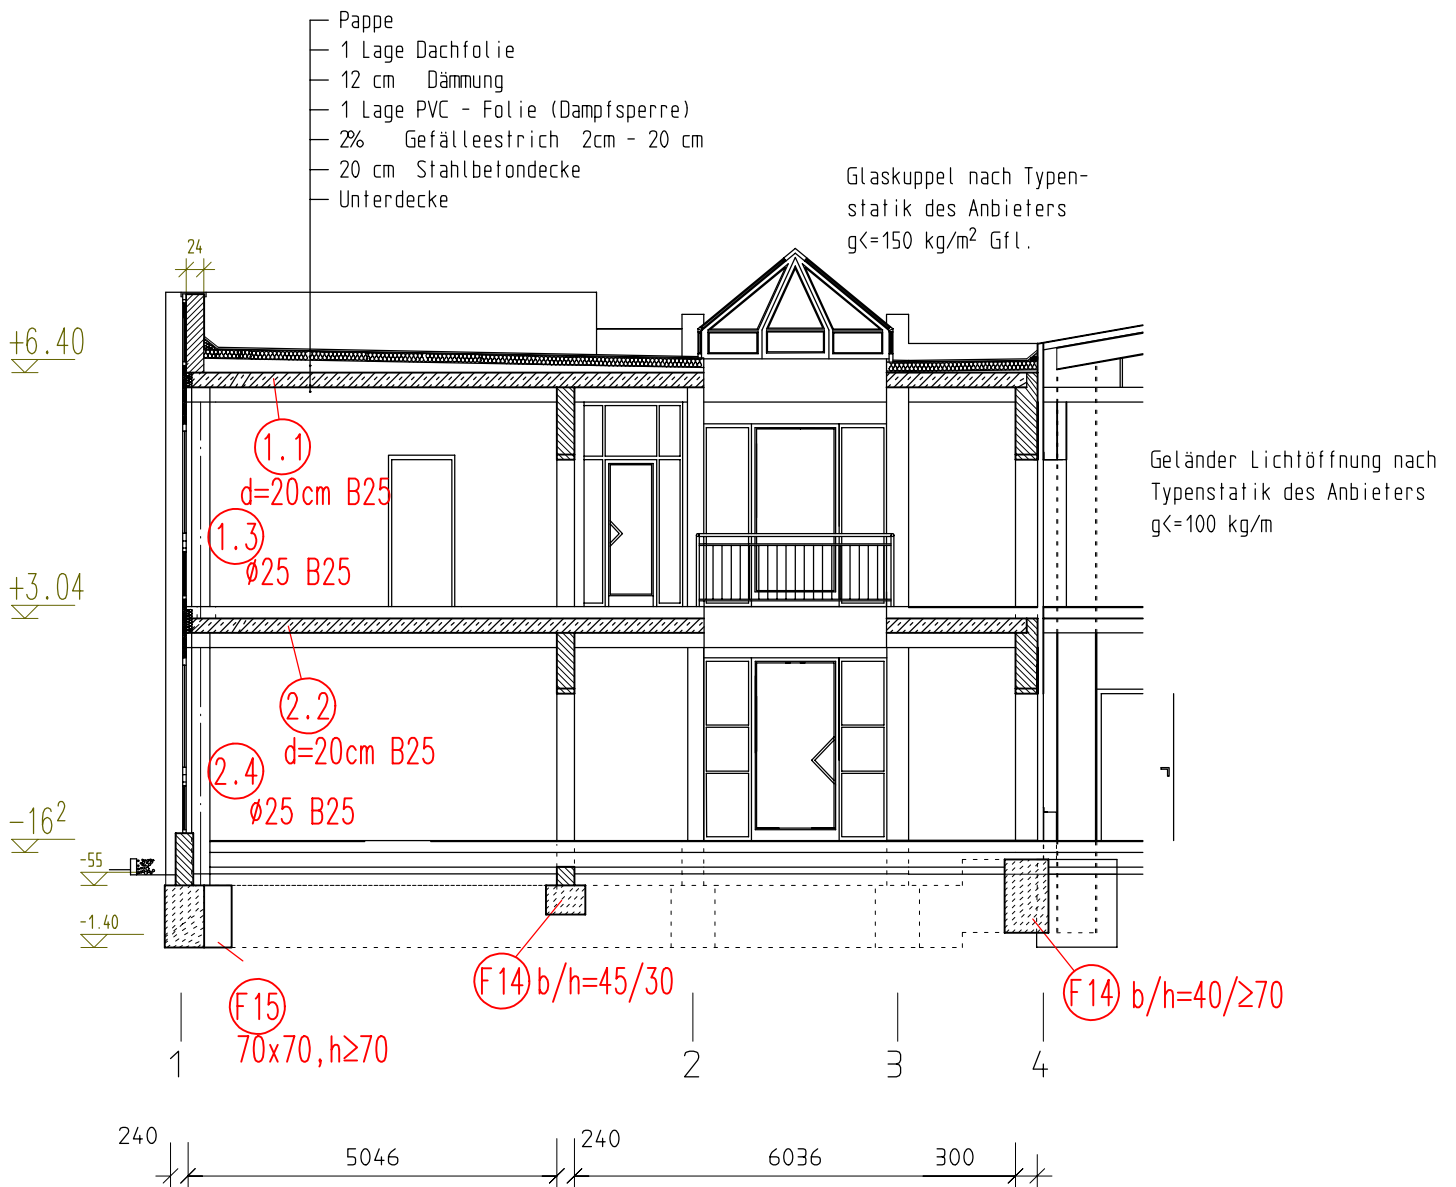 Pappe
1 Lage Dachfolie
12 cm Dämmung
1 Lage PVC - Folie (Dampfsperre)
2% Gefälleestrich 2cm - 20 cm
20 cm Stahlbetondecke
Unterdecke
Glaskuppel nach Typen-
statik des Anbieters
g<=150 kg/m² Gfl.
24
+6.40
1.1
d=20cm B25
Geländer Lichtöffnung nach
Typenstatik des Anbieters
g<=100 kg/m
1.3
ø25 B25
+3.04
2.2
d=20cm B25
2.4
ø25 B25
-16²
-55
-1.40
F14 b/h=45/30
F14 b/h=40/≥70
F15
70x70,h≥70
1 2 3 4
240 5046 240 6036 300